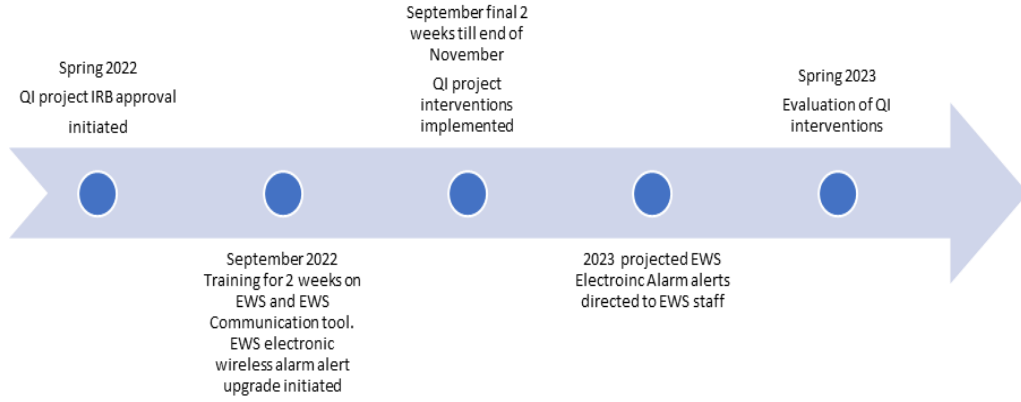 Spring 2022
QI project IRB approval
initiated
September 2022
Training for 2 weeks on
EWS and EWS
Communication tool.
EWS electronic
wireless alarm alert
upgrade initiated
September final 2
weeks till end of
November
QI project
interventions
implemented
2023 projected EWS
Electroinc Alarm alerts
directed to EWS staff
Spring 2023
Evaluation of QI
interventions